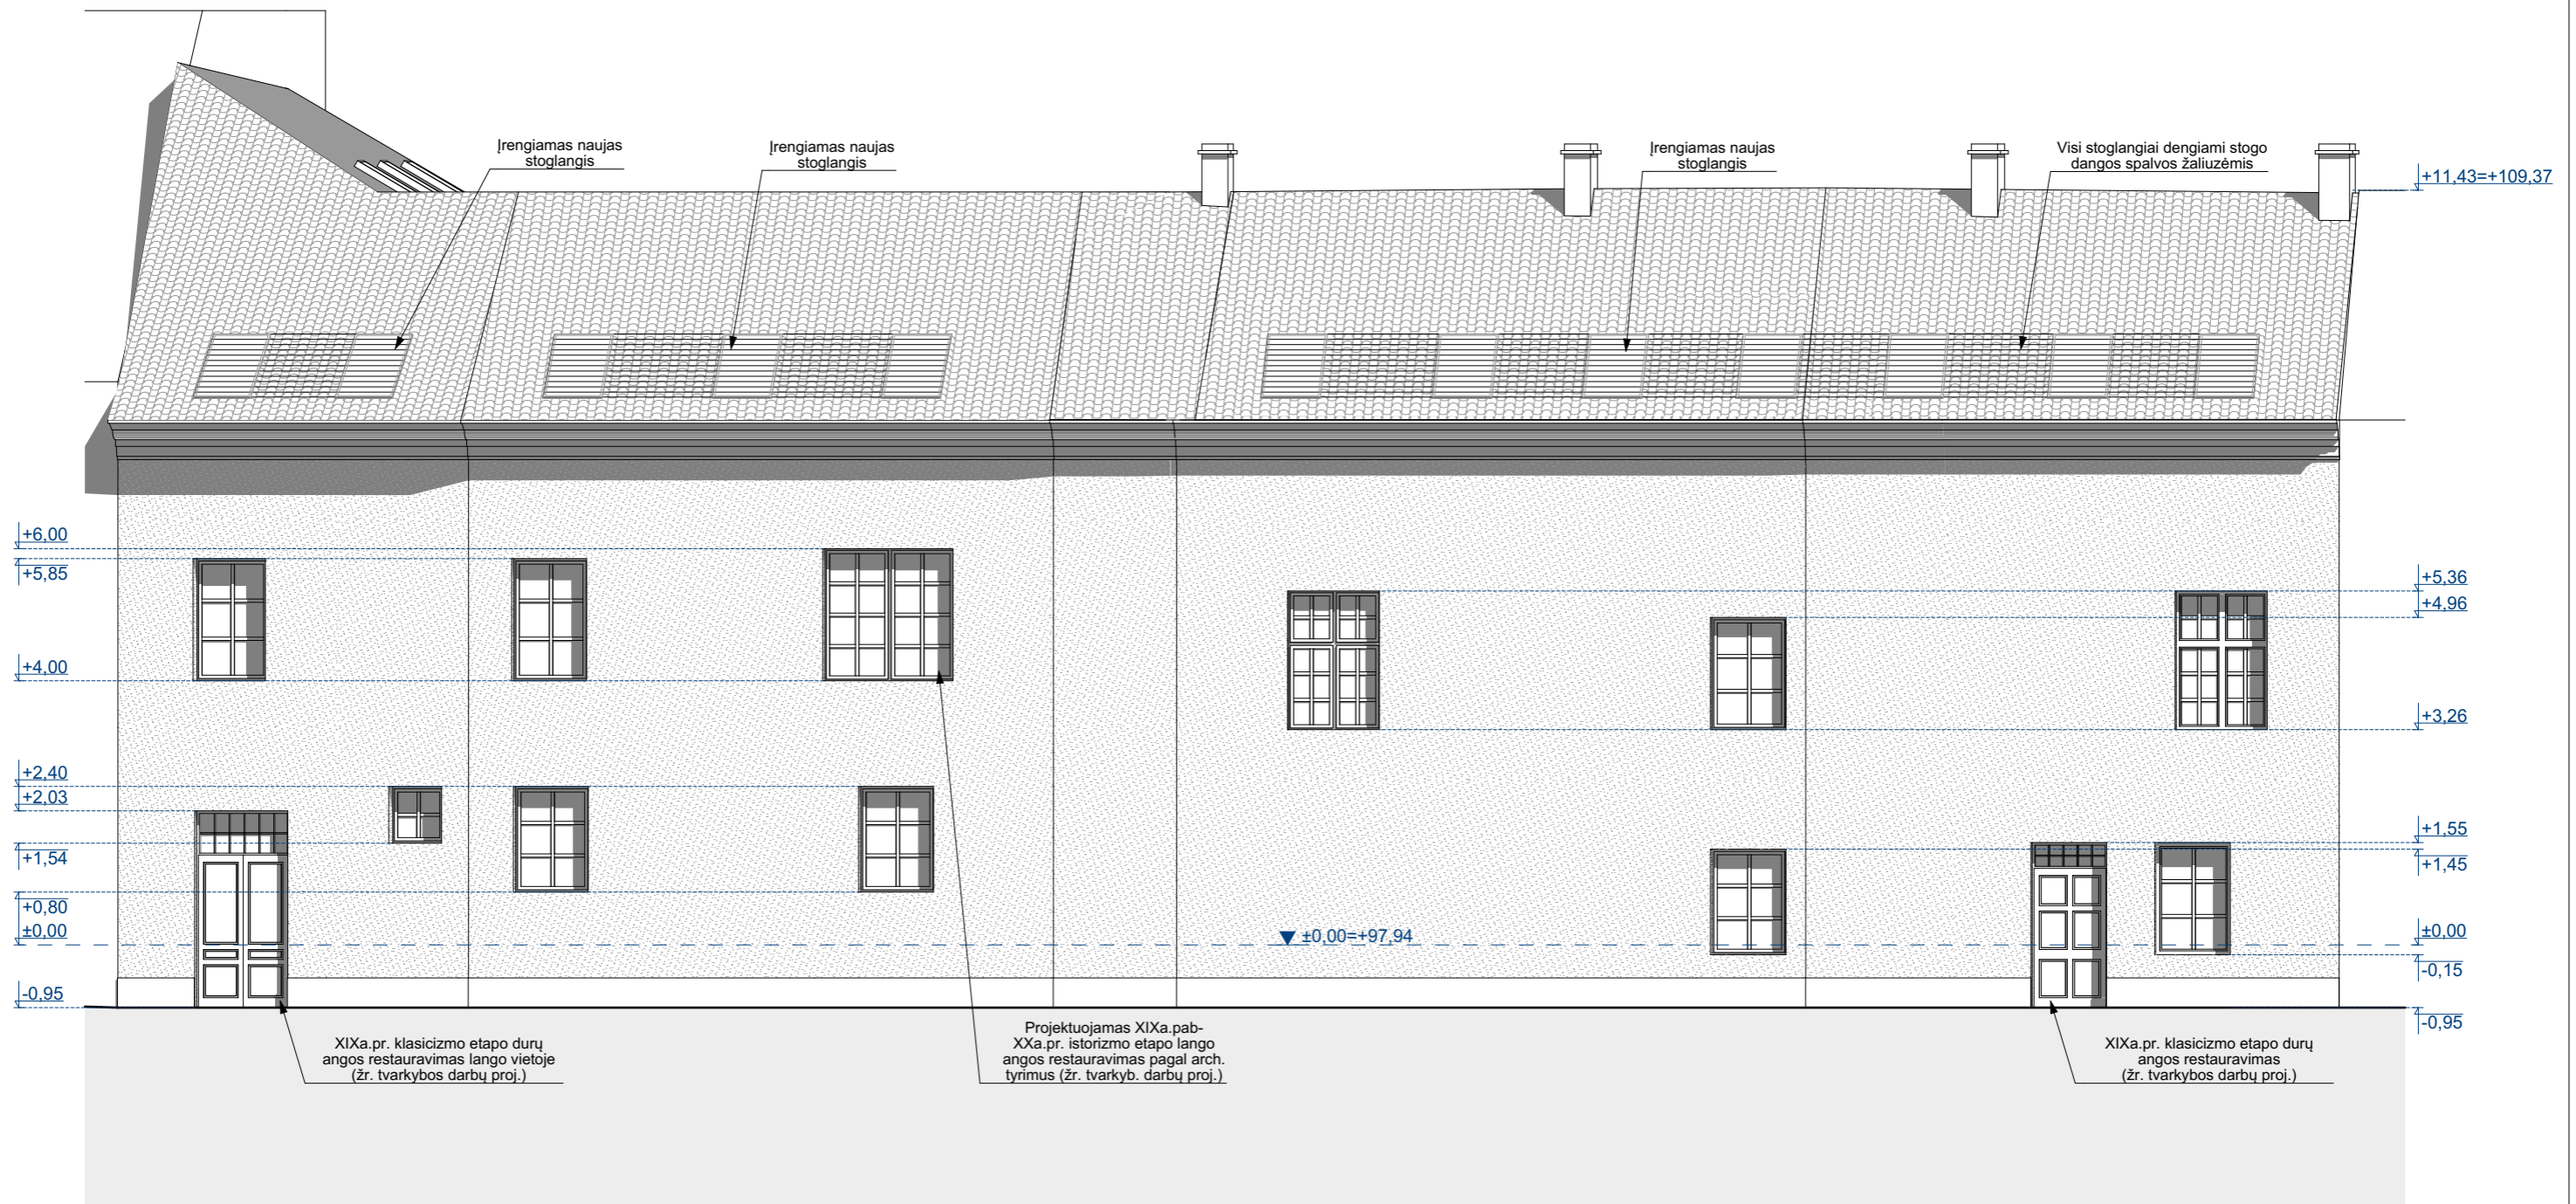 Įrengiamas naujas
stoglangis
Įrengiamas naujas
stoglangis
Įrengiamas naujas
stoglangis
Visi stoglangiai dengiami stogo
dangos spalvos žaliuzėmis
+11,43=+109,37
+6,00
+5,85
+4,00
+2,40
+2,03
+1,54
+0,80
±0,00
-0,95
+5,36
+4,96
+3,26
+1,55
+1,45
±0,00
-0,15
-0,95
±0,00=+97,94
XIXa.pr. klasicizmo etapo durų
angos restauravimas lango vietoje
(žr. tvarkybos darbų proj.)
Projektuojamas XIXa.pab-
XXa.pr. istorizmo etapo lango
angos restauravimas pagal arch.
tyrimus (žr. tvarkyb. darbų proj.)
XIXa.pr. klasicizmo etapo durų
angos restauravimas
(žr. tvarkybos darbų proj.)